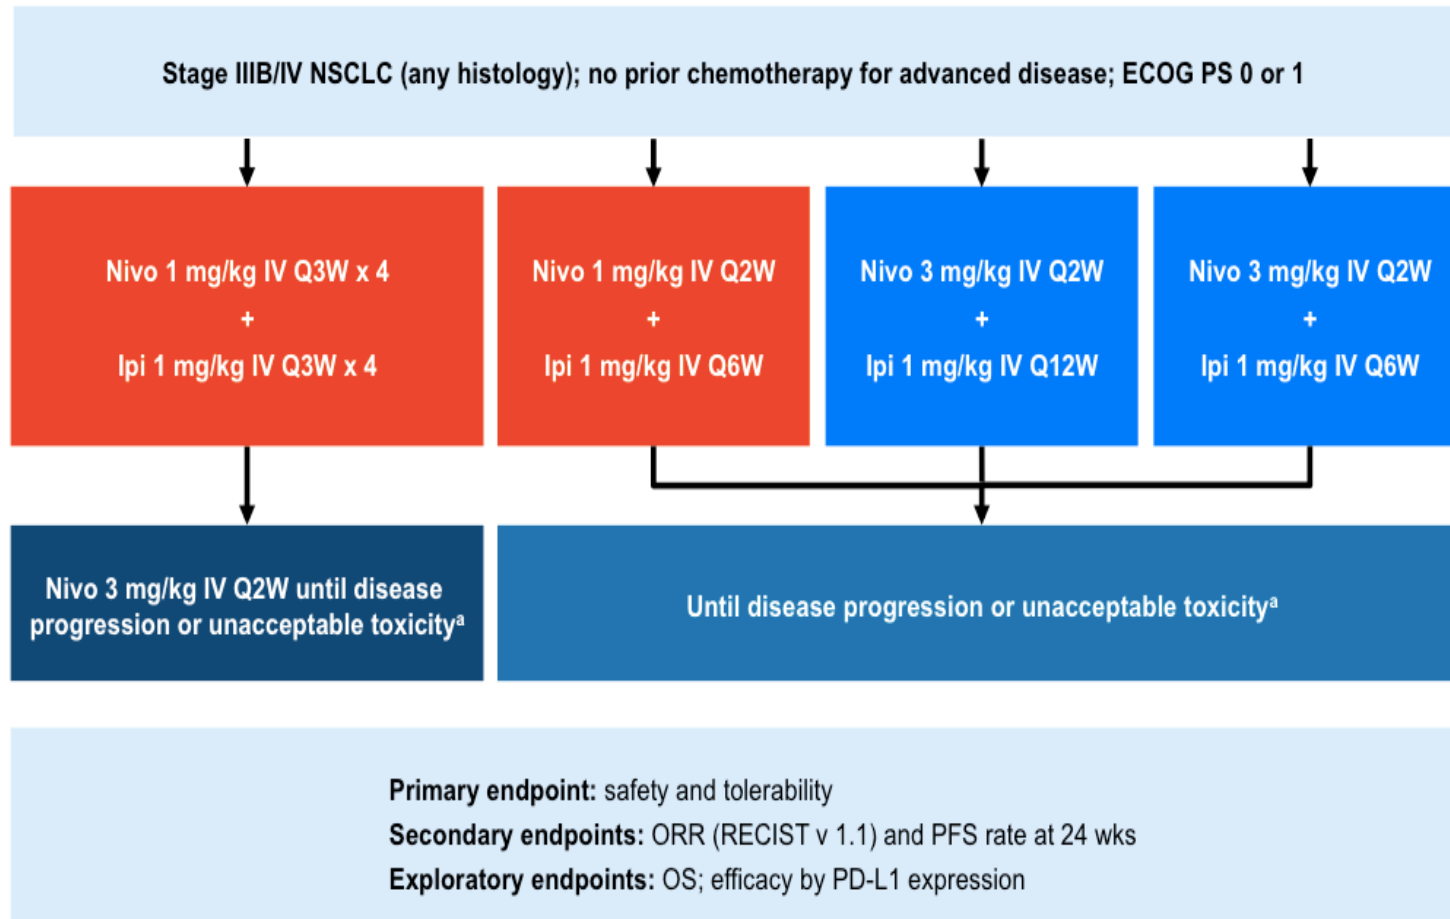 Stage IIIB/IV NSCLC (any histology); no prior chemotherapy for advanced disease; ECOG PS 0 or 1
Nivo 1 mg/kg IV Q3W x 4
+
Ipi 1 mg/kg IV Q3W x 4
Nivo 1 mg/kg IV Q2W
+
Ipi 1 mg/kg IV Q6W
Nivo 3 mg/kg IV Q2W
+
Ipi 1 mg/kg IV Q12W
Nivo 3 mg/kg IV Q2W
+
Ipi 1 mg/kg IV Q6W
Nivo 3 mg/kg IV Q2W until disease
progression or unacceptable toxicityᵃ
Until disease progression or unacceptable toxicityᵃ
Primary endpoint: safety and tolerability
Secondary endpoints: ORR (RECIST v 1.1) and PFS rate at 24 wks
Exploratory endpoints: OS; efficacy by PD-L1 expression